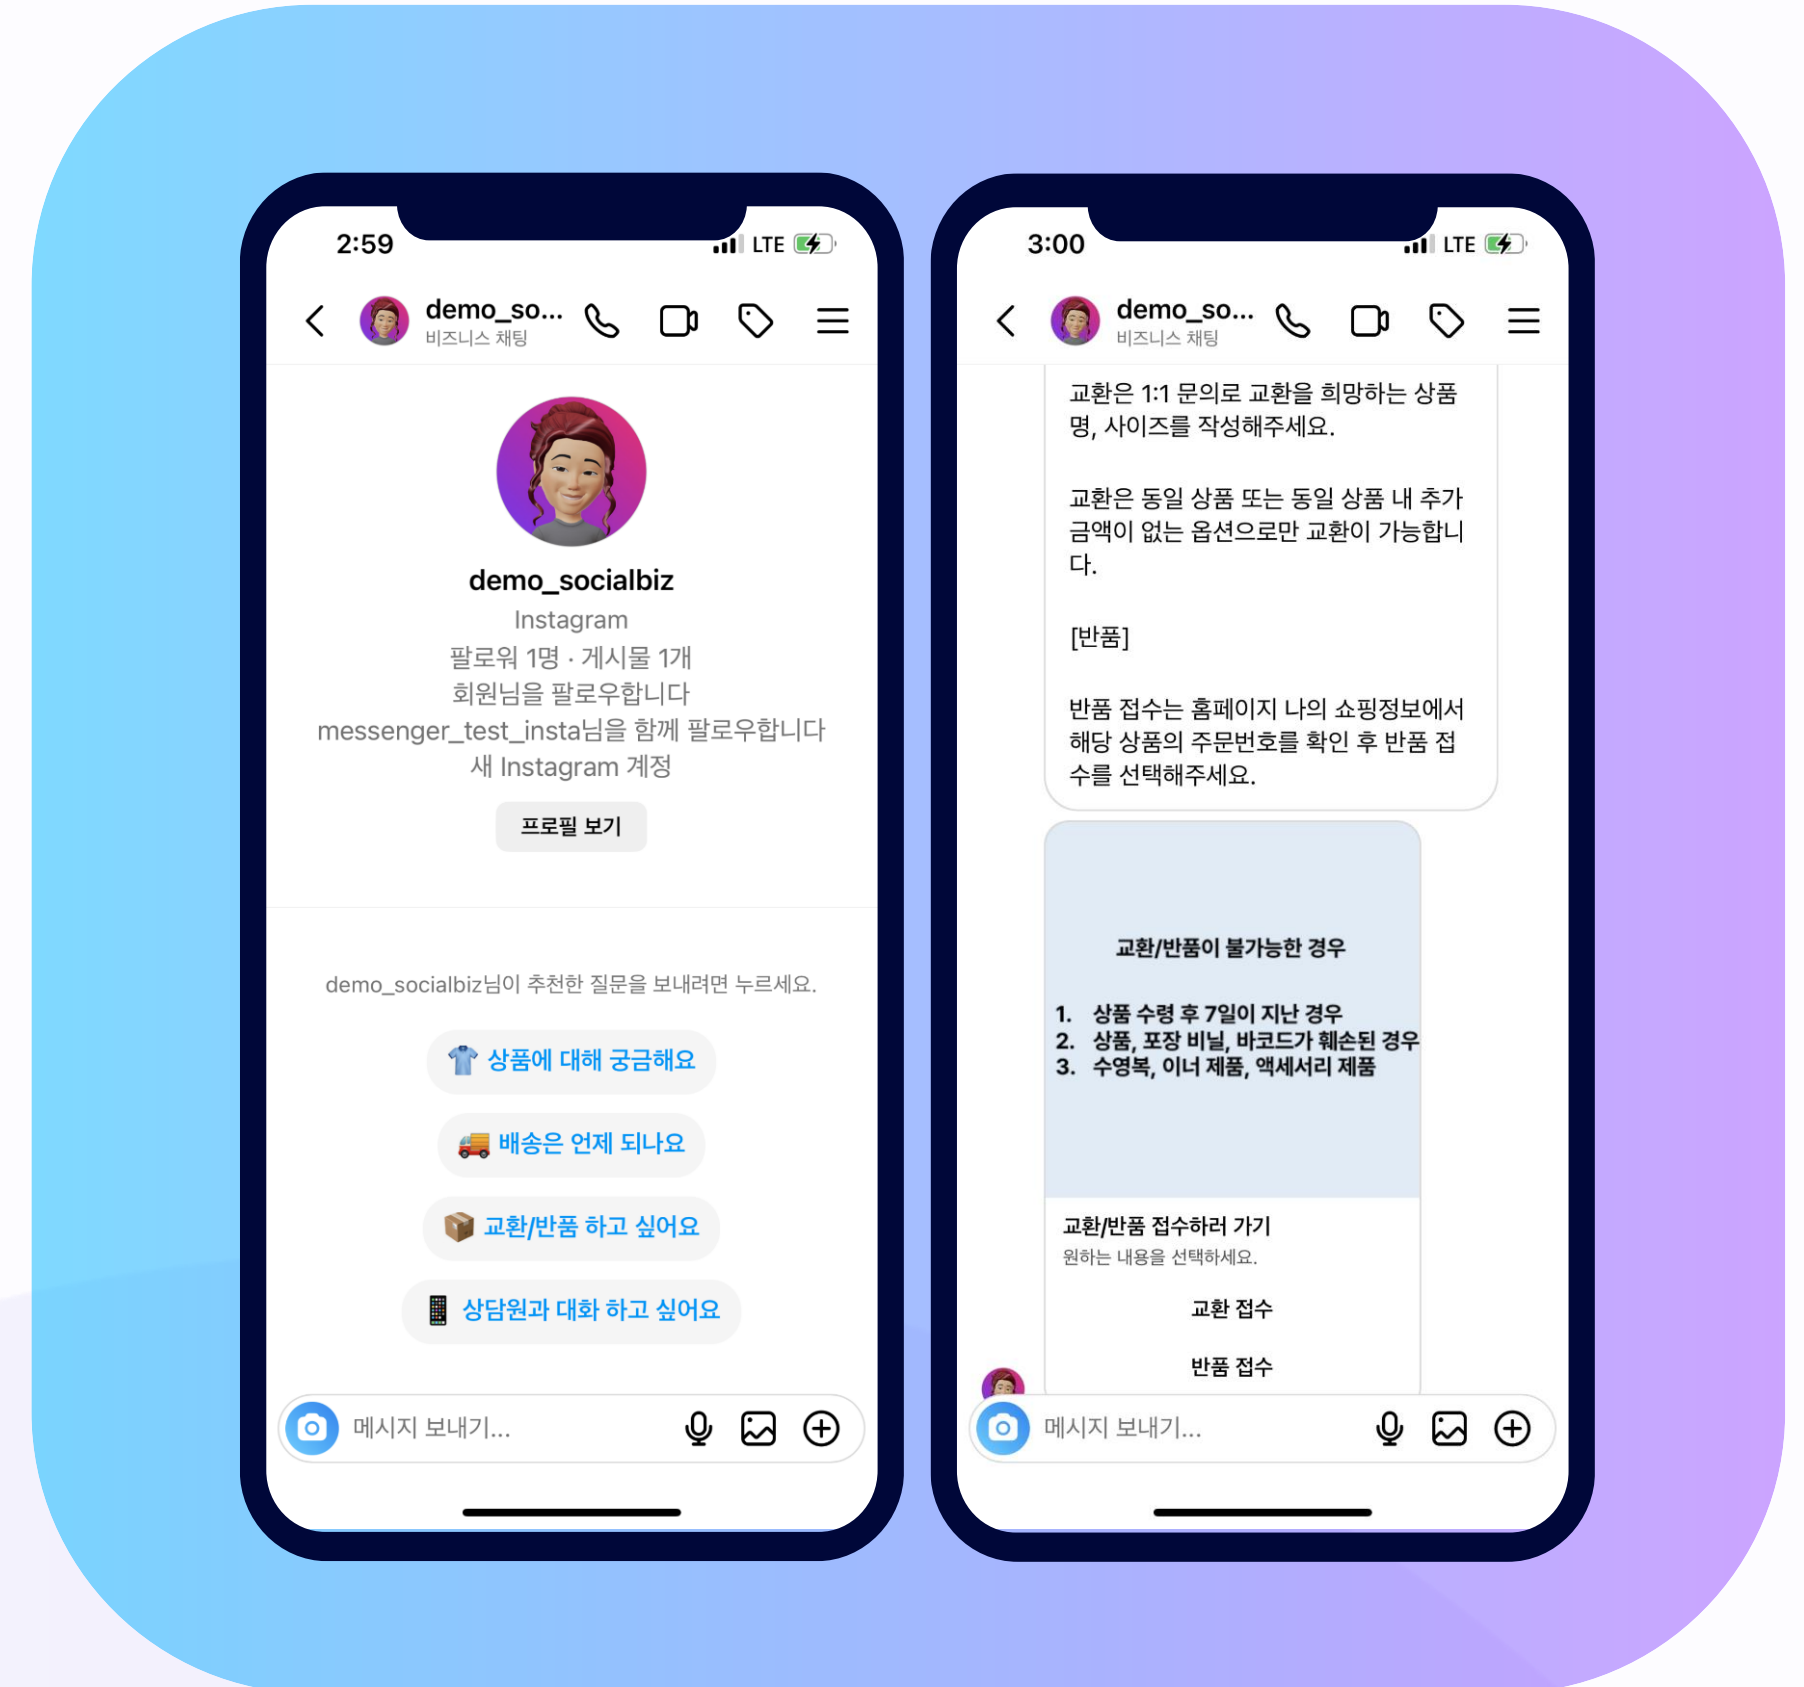 2:59
LTE
demo_so...
비즈니스 채팅
demo_socialbiz
Instagram
팔로워 1명 · 게시물 1개
회원님을 팔로우합니다
messenger_test_insta님을 함께 팔로우합니다
새 Instagram 계정
프로필 보기
demo_socialbiz님이 추천한 질문을 보내려면 누르세요.
👕 상품에 대해 궁금해요
🚚 배송은 언제 되나요
📦 교환/반품 하고 싶어요
📱 상담원과 대화 하고 싶어요
메시지 보내기...
3:00
LTE
demo_so...
비즈니스 채팅
교환은 1:1 문의로 교환을 희망하는 상품
명, 사이즈를 작성해주세요.
교환은 동일 상품 또는 동일 상품 내 추가
금액이 없는 옵션으로만 교환이 가능합니
다.
[반품]
반품 접수는 홈페이지 나의 쇼핑정보에서
해당 상품의 주문번호를 확인 후 반품 접
수를 선택해주세요.
교환/반품이 불가능한 경우
1. 상품 수령 후 7일이 지난 경우
2. 상품, 포장 비닐, 바코드가 훼손된 경우
3. 수영복, 이너 제품, 액세서리 제품
교환/반품 접수하러 가기
원하는 내용을 선택하세요.
교환 접수
반품 접수
메시지 보내기...